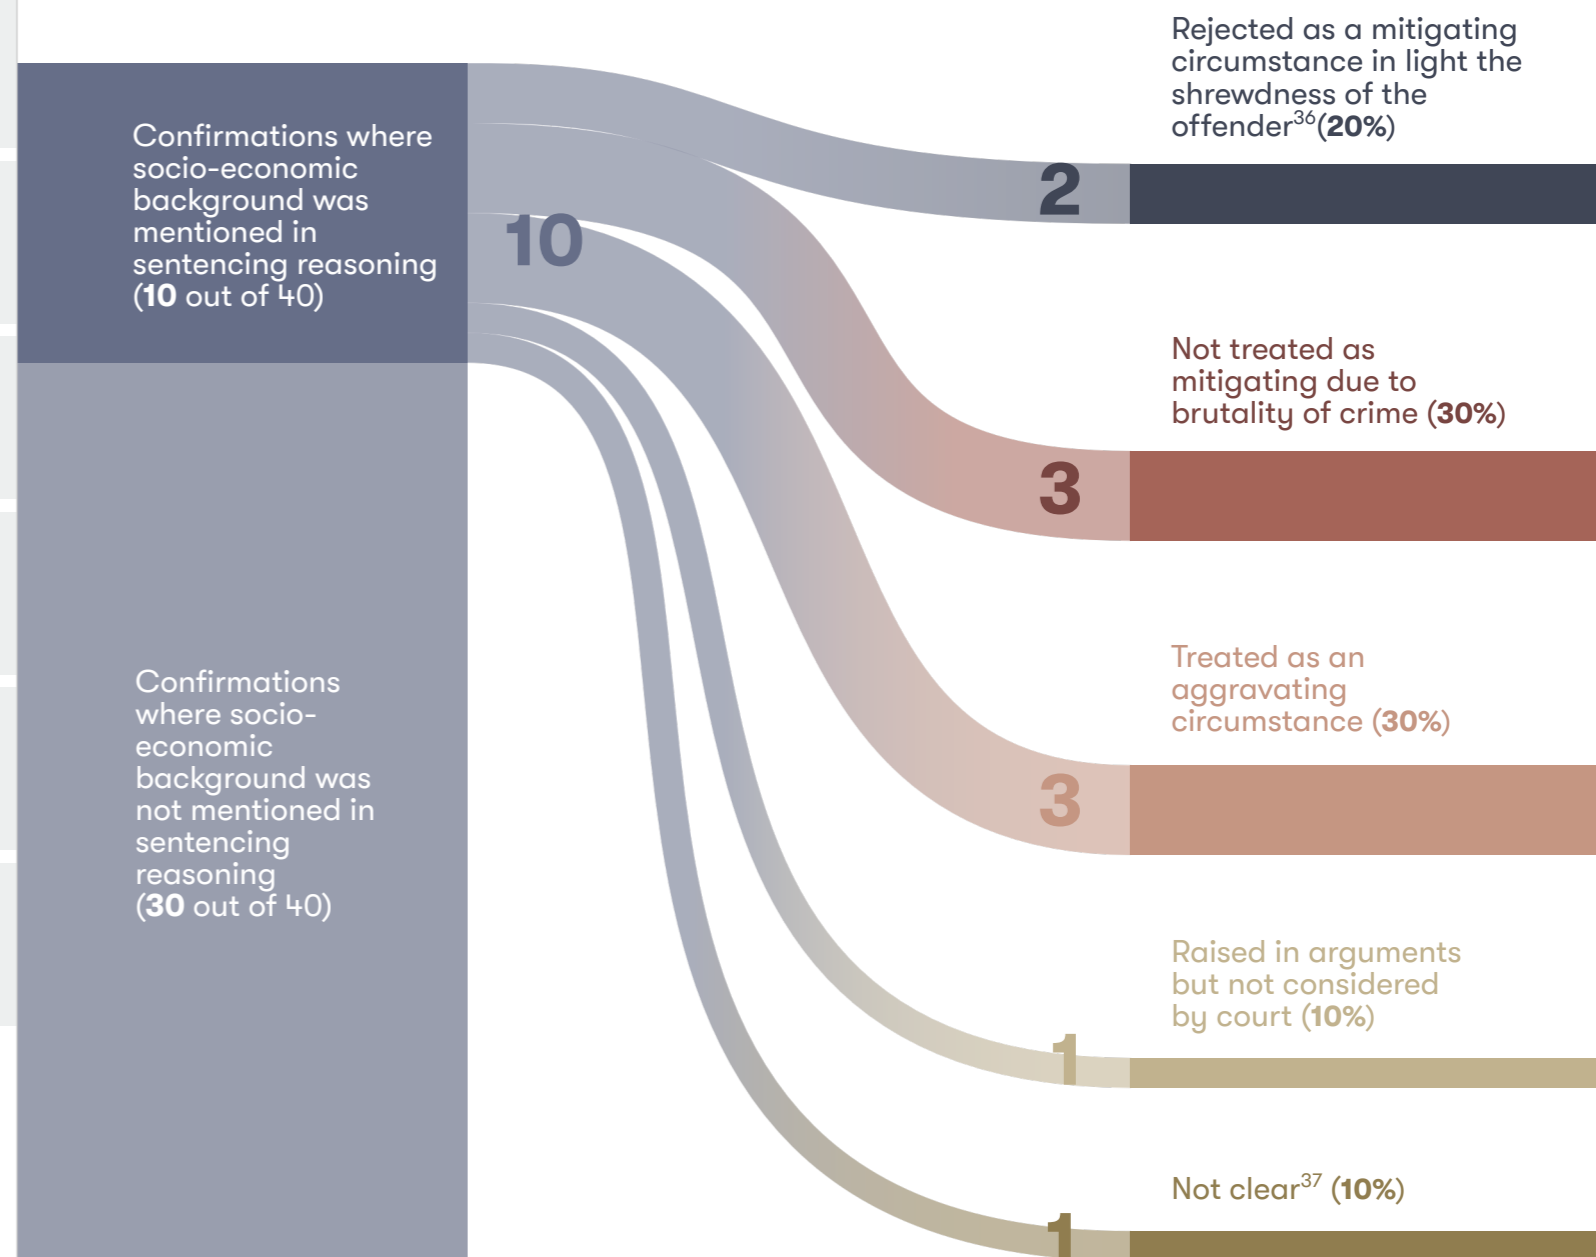 Confirmations where
socio-economic
background was
mentioned in
sentencing reasoning
(10 out of 40)
10
Confirmations
where socio-
economic
background was
not mentioned in
sentencing
reasoning
(30 out of 40)
Rejected as a mitigating
circumstance in light the
shrewdness of the
offender36(20%)
2
Not treated as
mitigating due to
brutality of crime (30%)
3
Treated as an
aggravating
circumstance (30%)
3
Raised in arguments
but not considered
by court (10%)
1
Not clear37 (10%)
1